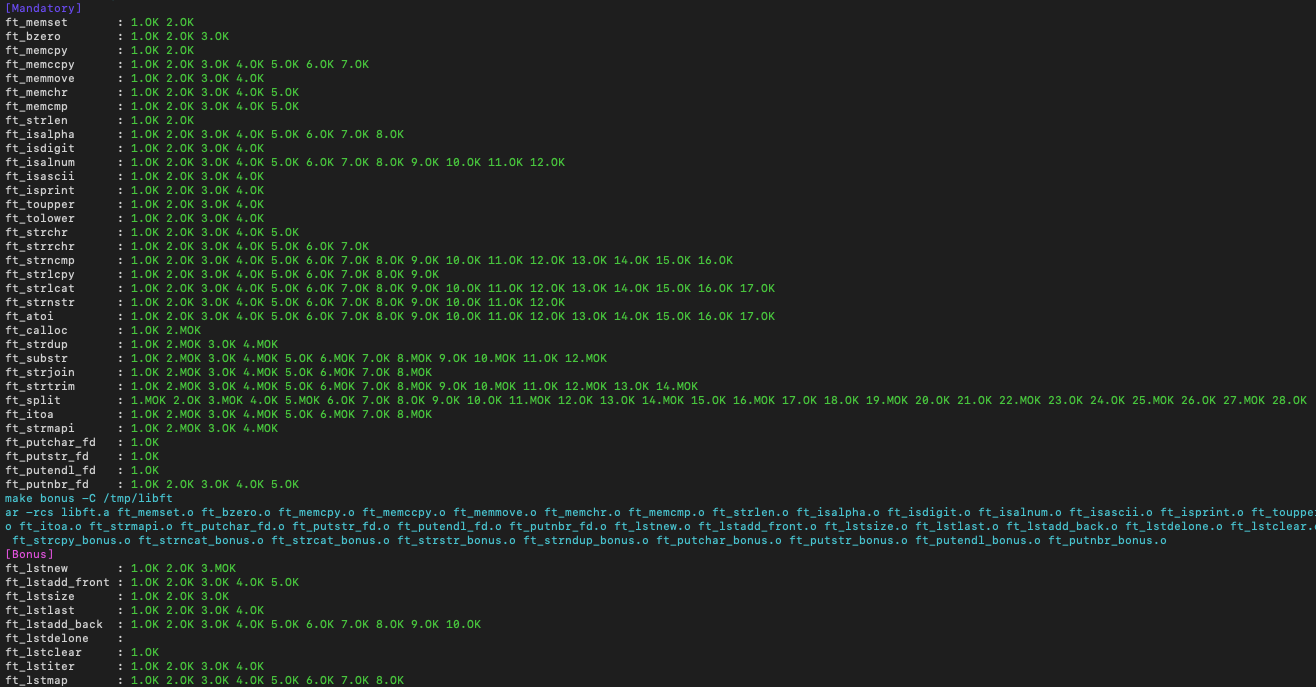 [Mandatory]
ft_memset : 1.OK 2.OK
ft_bzero : 1.OK 2.OK 3.OK
ft_memcpy : 1.OK 2.OK
ft_memccpy : 1.OK 2.OK 3.OK 4.OK 5.OK 6.OK 7.OK
ft_memmove : 1.OK 2.OK 3.OK 4.OK
ft_memchr : 1.OK 2.OK 3.OK 4.OK 5.OK
ft_memcmp : 1.OK 2.OK 3.OK 4.OK 5.OK
ft_strlen : 1.OK 2.OK
ft_isalpha : 1.OK 2.OK 3.OK 4.OK 5.OK 6.OK 7.OK 8.OK
ft_isdigit : 1.OK 2.OK 3.OK 4.OK
ft_isalnum : 1.OK 2.OK 3.OK 4.OK 5.OK 6.OK 7.OK 8.OK 9.OK 10.OK 11.OK 12.OK
ft_isascii : 1.OK 2.OK 3.OK 4.OK
ft_isprint : 1.OK 2.OK 3.OK 4.OK
ft_toupper : 1.OK 2.OK 3.OK 4.OK
ft_tolower : 1.OK 2.OK 3.OK 4.OK
ft_strchr : 1.OK 2.OK 3.OK 4.OK 5.OK
ft_strrchr : 1.OK 2.OK 3.OK 4.OK 5.OK 6.OK 7.OK
ft_strncmp : 1.OK 2.OK 3.OK 4.OK 5.OK 6.OK 7.OK 8.OK 9.OK 10.OK 11.OK 12.OK 13.OK 14.OK 15.OK 16.OK
ft_strlcpy : 1.OK 2.OK 3.OK 4.OK 5.OK 6.OK 7.OK 8.OK 9.OK
ft_strlcat : 1.OK 2.OK 3.OK 4.OK 5.OK 6.OK 7.OK 8.OK 9.OK 10.OK 11.OK 12.OK 13.OK 14.OK 15.OK 16.OK 17.OK
ft_strnstr : 1.OK 2.OK 3.OK 4.OK 5.OK 6.OK 7.OK 8.OK 9.OK 10.OK 11.OK 12.OK
ft_atoi : 1.OK 2.OK 3.OK 4.OK 5.OK 6.OK 7.OK 8.OK 9.OK 10.OK 11.OK 12.OK 13.OK 14.OK 15.OK 16.OK 17.OK
ft_calloc : 1.OK 2.MOK
ft_strdup : 1.OK 2.MOK 3.OK 4.MOK
ft_substr : 1.OK 2.MOK 3.OK 4.MOK 5.OK 6.MOK 7.OK 8.MOK 9.OK 10.MOK 11.OK 12.MOK
ft_strjoin : 1.OK 2.MOK 3.OK 4.MOK 5.OK 6.MOK 7.OK 8.MOK
ft_strtrim : 1.OK 2.MOK 3.OK 4.MOK 5.OK 6.MOK 7.OK 8.MOK 9.OK 10.MOK 11.OK 12.MOK 13.OK 14.MOK
ft_split : 1.MOK 2.OK 3.MOK 4.OK 5.MOK 6.OK 7.OK 8.OK 9.OK 10.OK 11.MOK 12.OK 13.OK 14.MOK 15.OK 16.MOK 17.OK 18.OK 19.MOK 20.OK 21.OK 22.MOK 23.OK 24.OK 25.MOK 26.OK 27.MOK 28.OK
ft_itoa : 1.OK 2.MOK 3.OK 4.MOK 5.OK 6.MOK 7.OK 8.MOK
ft_strmapi : 1.OK 2.MOK 3.OK 4.MOK
ft_putchar_fd : 1.OK
ft_putstr_fd : 1.OK
ft_putendl_fd : 1.OK
ft_putnbr_fd : 1.OK 2.OK 3.OK 4.OK 5.OK
make bonus -C /tmp/libft
ar -rcs libft.a ft_memset.o ft_bzero.o ft_memcpy.o ft_memccpy.o ft_memmove.o ft_memchr.o ft_memcmp.o ft_strlen.o ft_isalpha.o ft_isdigit.o ft_isalnum.o ft_isascii.o ft_isprint.o ft_touppe
o ft_itoa.o ft_strmapi.o ft_putchar_fd.o ft_putstr_fd.o ft_putendl_fd.o ft_putnbr_fd.o ft_lstnew.o ft_lstadd_front.o ft_lstsize.o ft_lstlast.o ft_lstadd_back.o ft_lstdelone.o ft_lstclear.
ft_strcpy_bonus.o ft_strncat_bonus.o ft_strcat_bonus.o ft_strstr_bonus.o ft_strndup_bonus.o ft_putchar_bonus.o ft_putstr_bonus.o ft_putendl_bonus.o ft_putnbr_bonus.o
[Bonus]
ft_lstnew : 1.OK 2.OK 3.MOK
ft_lstadd_front : 1.OK 2.OK 3.OK 4.OK 5.OK
ft_lstsize : 1.OK 2.OK 3.OK
ft_lstlast : 1.OK 2.OK 3.OK 4.OK
ft_lstadd_back : 1.OK 2.OK 3.OK 4.OK 5.OK 6.OK 7.OK 8.OK 9.OK 10.OK
ft_lstdelone :
ft_lstclear : 1.OK
ft_lstiter : 1.OK 2.OK 3.OK 4.OK
ft_lstmap : 1.OK 2.OK 3.OK 4.OK 5.OK 6.OK 7.OK 8.OK